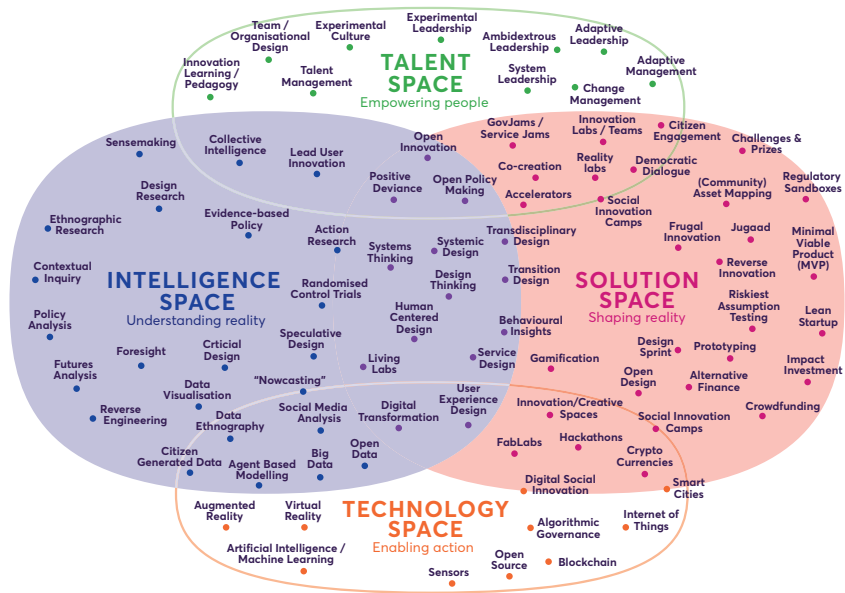 Experimental
Leadership
Team /
Organisational
Design
Experimental
Culture
Ambidextrous
Leadership
Adaptive
Leadership
Innovation
Learning /
Pedagogy
Talent
Management
TALENT
SPACE
Empowering people
System
Leadership
Adaptive
Management
Change
Management
Sensemaking
Collective
Intelligence
Lead User
Innovation
Open
Innovation
GovJams /
Service Jams
Innovation
Labs / Teams
Citizen
Engagement
Challenges &
Prizes
Positive
Deviance
Open Policy
Making
Co-creation
Reality
labs
Democratic
Dialogue
Accelerators
(Community)
Asset Mapping
Regulatory
Sandboxes
Design
Research
Social
Innovation
Camps
Ethnographic
Research
Evidence-based
Policy
Action
Research
Systems
Thinking
Systemic
Design
Transdisciplinary
Design
Frugal
Innovation
Jugaad
Minimal
Viable
Product
(MVP)
Contextual
Inquiry
INTELLIGENCE
SPACE
Understanding reality
Randomised
Control Trials
Design
Thinking
Transition
Design
SOLUTION
SPACE
Shaping reality
Reverse
Innovation
Riskiest
Assumption
Testing
Policy
Analysis
Human
Centered
Design
Behavioural
Insights
Lean
Startup
Foresight
Crticial
Design
Speculative
Design
Living
Labs
Service
Design
Gamification
Design
Sprint
Prototyping
Impact
Investment
Futures
Analysis
Data
Visualisation
"Nowcasting"
User
Experience
Design
Open
Design
Alternative
Finance
Reverse
Engineering
Data
Ethnography
Social Media
Analysis
Digital
Transformation
Innovation/Creative
Spaces
Social Innovation
Camps
Crowdfunding
Citizen
Generated Data
Agent Based
Modelling
Big
Data
Open
Data
FabLabs
Hackathons
Crypto
Currencies
Digital Social
Innovation
Smart
Cities
Augmented
Reality
Virtual
Reality
TECHNOLOGY
SPACE
Enabling action
Algorithmic
Governance
Internet of
Things
Artificial Intelligence /
Machine Learning
Sensors
Open
Source
Blockchain